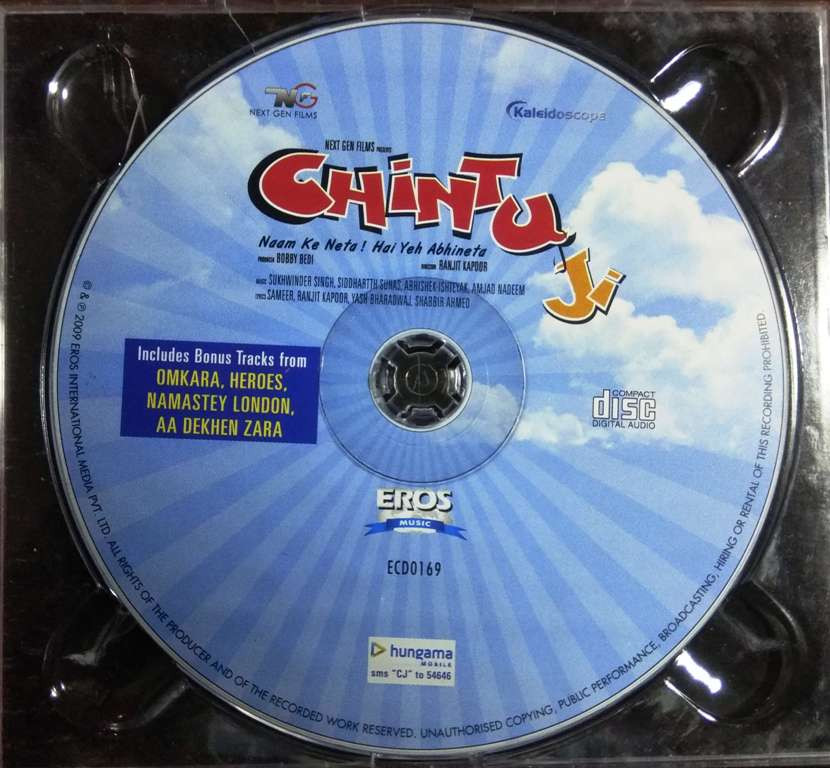 NG
NEXT GEN FILMS
Kaleidoscope
NEXT GEN FILMS PRESENTS
CHINTU
Ji
Naam Ke Neta! Hai Yeh Abhineta
PRODUCER BOBBY BEDI
DIRECTOR RANJIT KAPOOR
MUSIC SUKHWINDER SINGH, SIDDHARTTH SUHAS, ABHISHEK ISHTEYAK, AMJAD NADEEM
LYRICS SAMEER, RANJIT KAPOOR, YASH BHARADWAJ, SHABBIR AHMED
Includes Bonus Tracks from
OMKARA, HEROES,
NAMASTEY LONDON,
AA DEKHEN ZARA
COMPACT
disc
DIGITAL AUDIO
EROS
MUSIC
ECD0169
hungama
MOBILE
sms "CJ" to 54646
© & ℗ 2009 EROS INTERNATIONAL MEDIA PVT. LTD. ALL RIGHTS OF THE PRODUCER AND OF THE RECORDED WORK RESERVED. UNAUTHORISED COPYING, PUBLIC PERFORMANCE, BROADCASTING, HIRING OR RENTAL OF THIS RECORDING PROHIBITED.